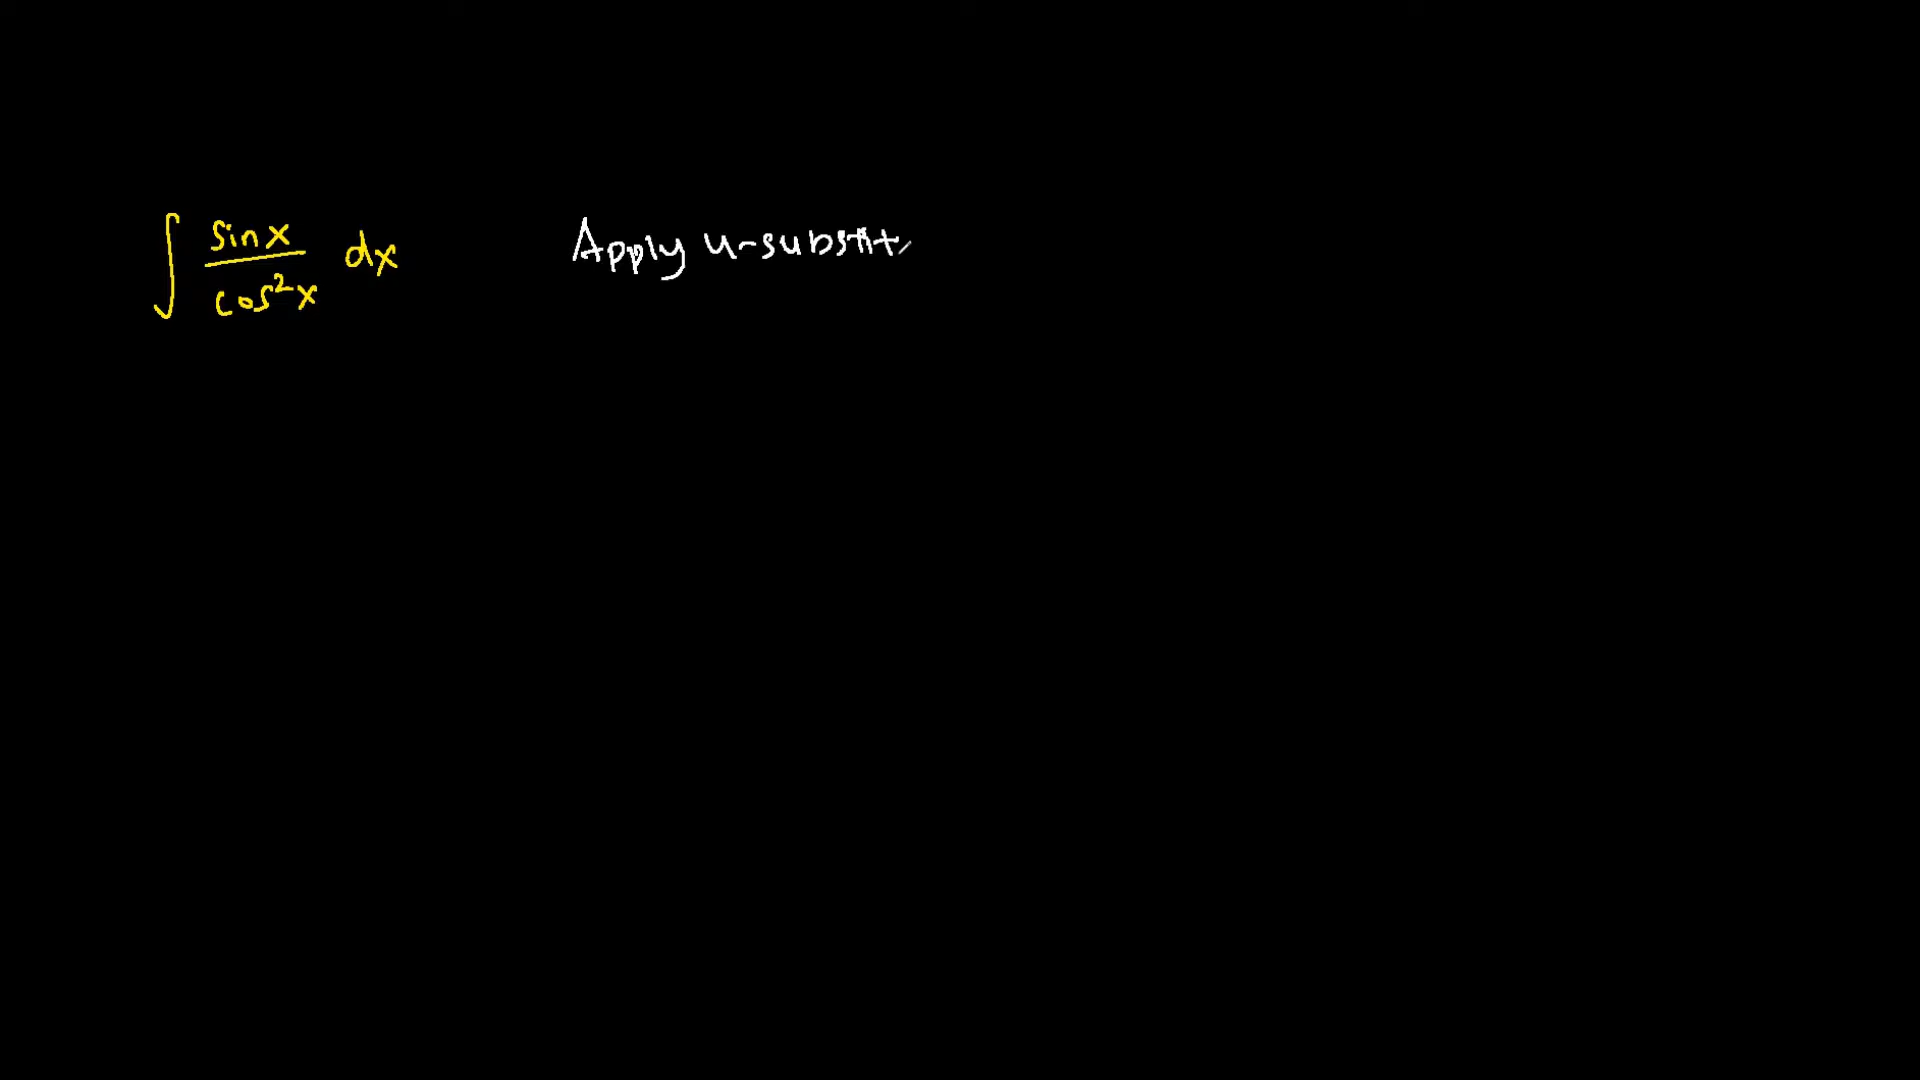 ∫ sinx / cos²x dx Apply u-substit